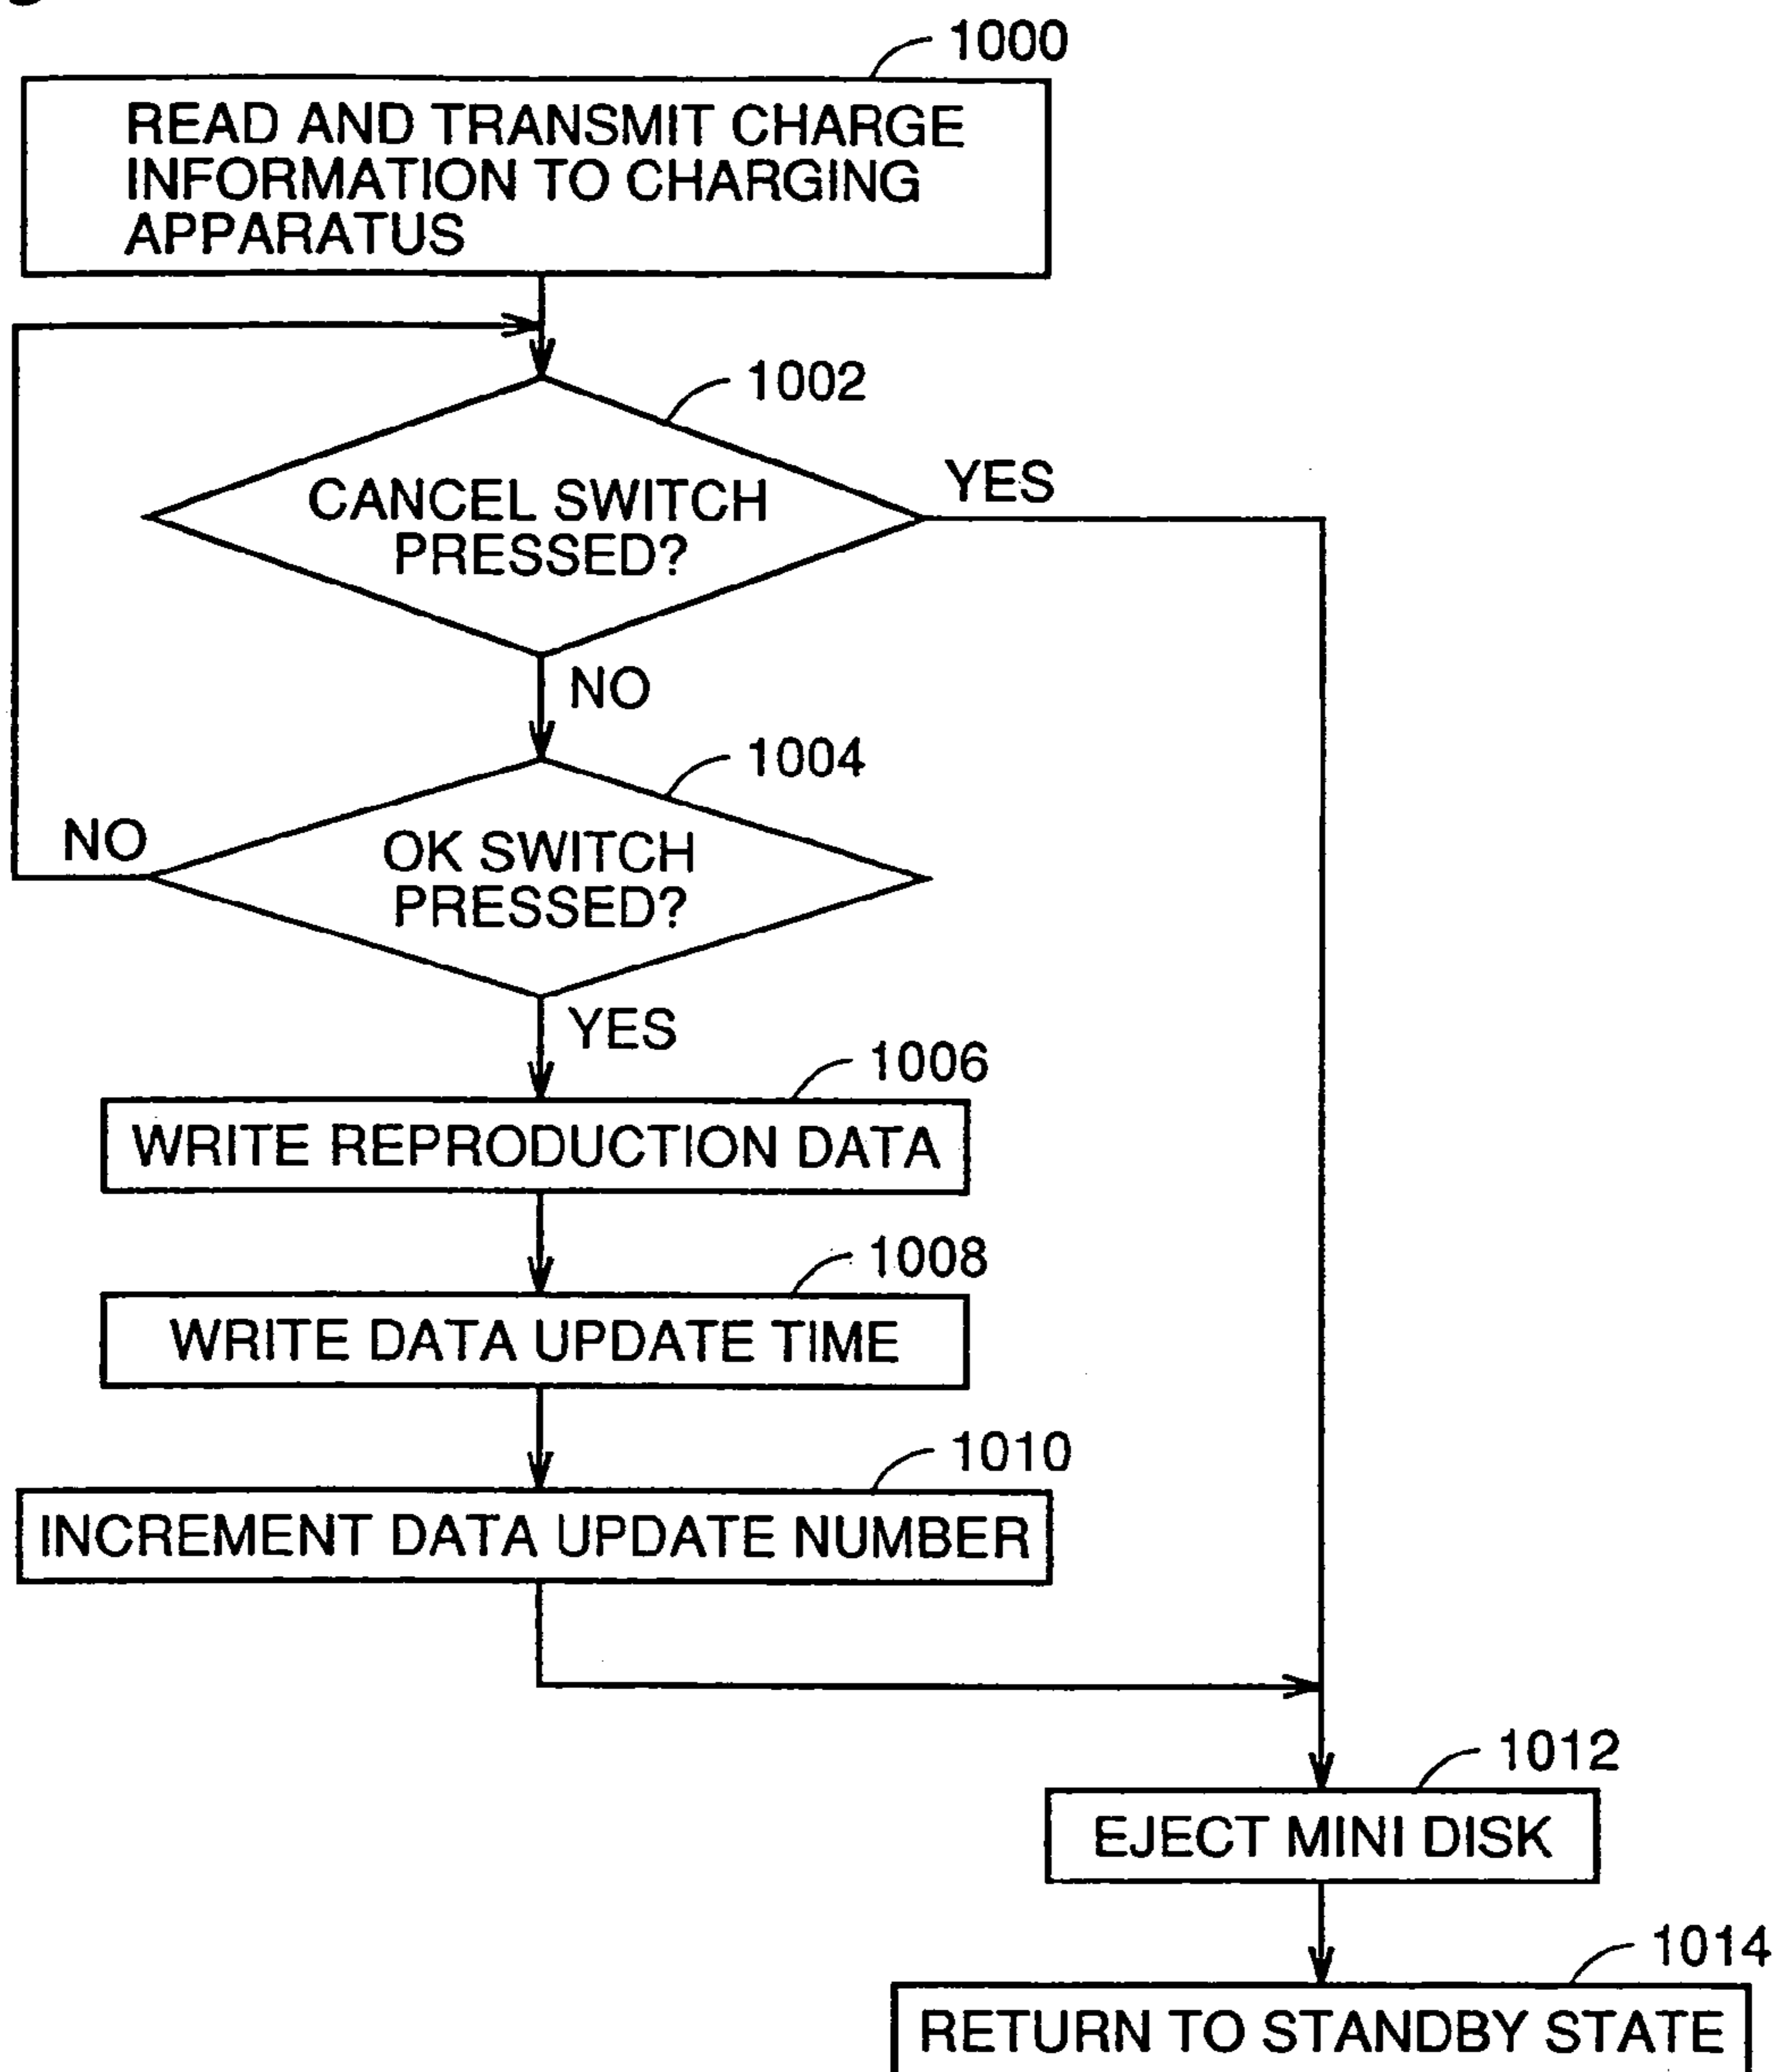 1000
READ AND TRANSMIT CHARGE
INFORMATION TO CHARGING
APPARATUS
1002
CANCEL SWITCH
PRESSED?
YES
NO
1004
OK SWITCH
PRESSED?
NO
YES
1006
WRITE REPRODUCTION DATA
1008
WRITE DATA UPDATE TIME
1010
INCREMENT DATA UPDATE NUMBER
1012
EJECT MINI DISK
1014
RETURN TO STANDBY STATE